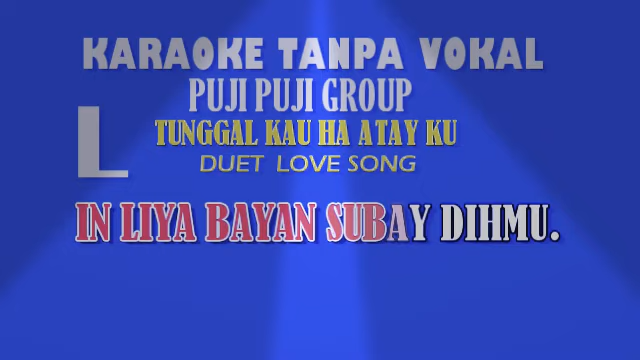 KARAOKE TANPA VOKAL
PUJI PUJI GROUP
L
TUNGGAL KAU HA ATAY KU
DUET LOVE SONG
IN LIYA BAYAN SUBAY DIHMU.